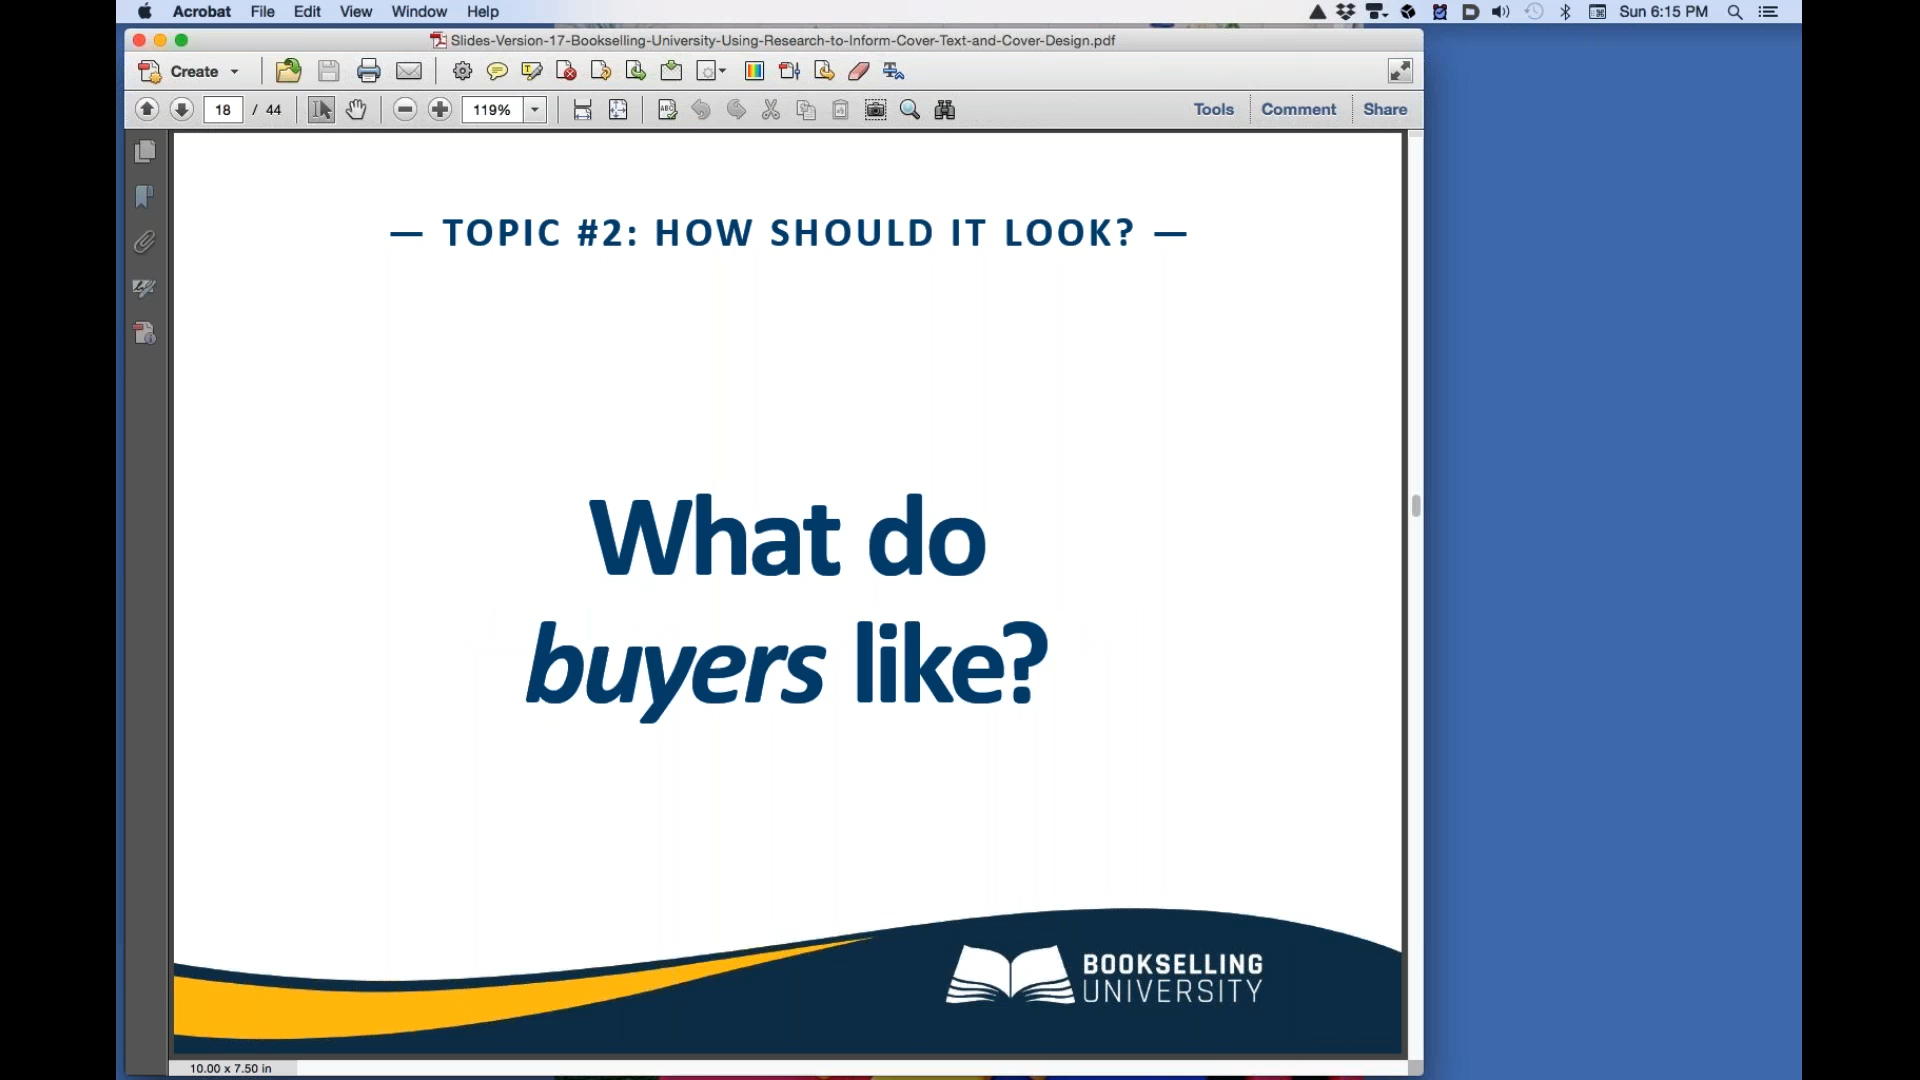 Acrobat File Edit View Window Help Sun 6:15 PM
Slides-Version-17-Bookselling-University-Using-Research-to-Inform-Cover-Text-and-Cover-Design.pdf
Create
18 / 44 119% Tools Comment Share
— TOPIC #2: HOW SHOULD IT LOOK? —
What do
buyers like?
BOOKSELLING
UNIVERSITY
10.00 x 7.50 in